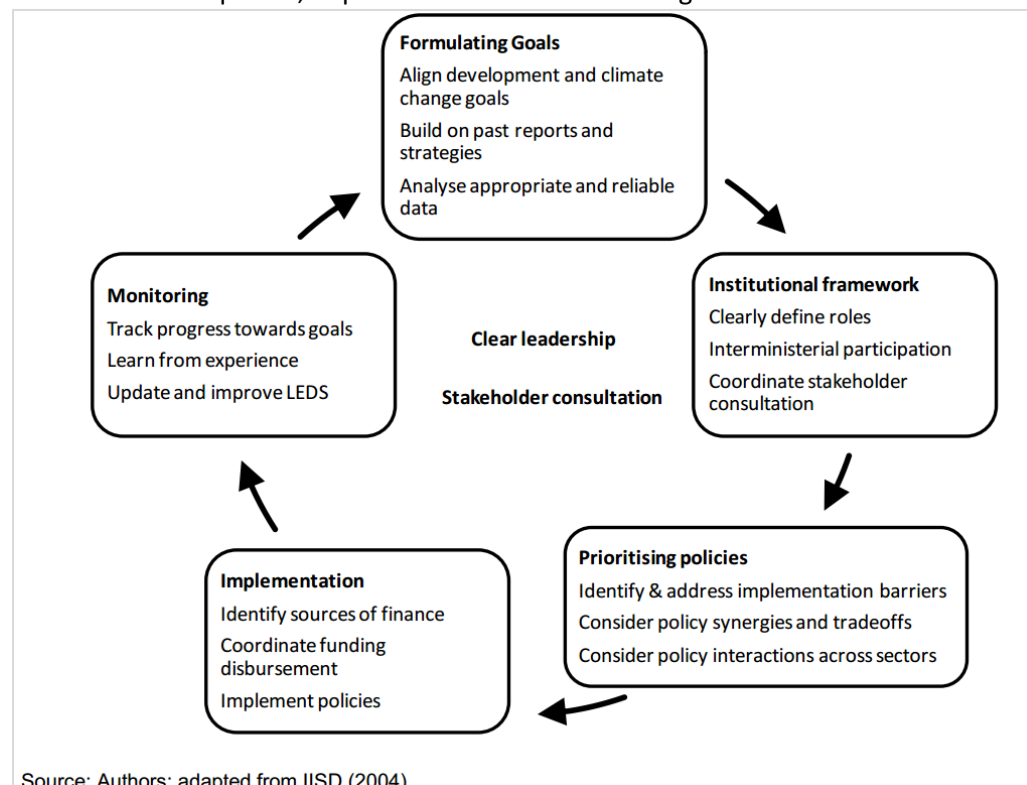 Formulating Goals
Align development and climate
change goals
Build on past reports and
strategies
Analyse appropriate and reliable
data
Institutional framework
Clearly define roles
Interministerial participation
Coordinate stakeholder
consultation
Prioritising policies
Identify & address implementation barriers
Consider policy synergies and tradeoffs
Consider policy interactions across sectors
Implementation
Identify sources of finance
Coordinate funding
disbursement
Implement policies
Monitoring
Track progress towards goals
Learn from experience
Update and improve LEDS
Clear leadership
Stakeholder consultation
Source: Authors; adapted from IISD (2004)